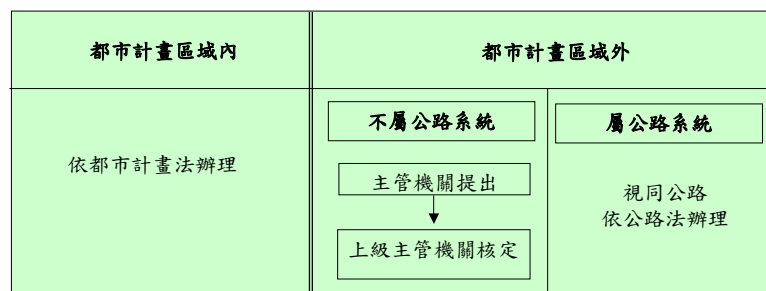 都市計畫區域內
都市計畫區域外
依都市計畫法辦理
不屬公路系統
主管機關提出
上級主管機關核定
屬公路系統
視同公路
依公路法辦理